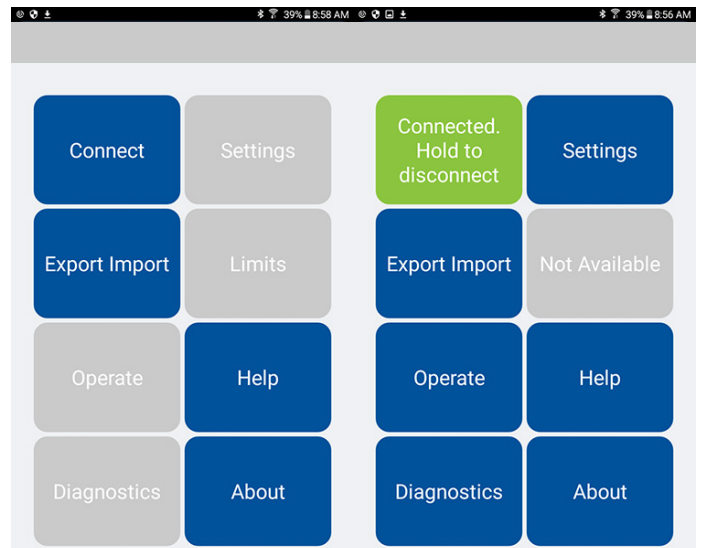 39% 8:58 AM
39% 8:56 AM
Connect
Settings
Connected.
Hold to
disconnect
Settings
Export Import
Limits
Export Import
Not Available
Operate
Help
Operate
Help
Diagnostics
About
Diagnostics
About